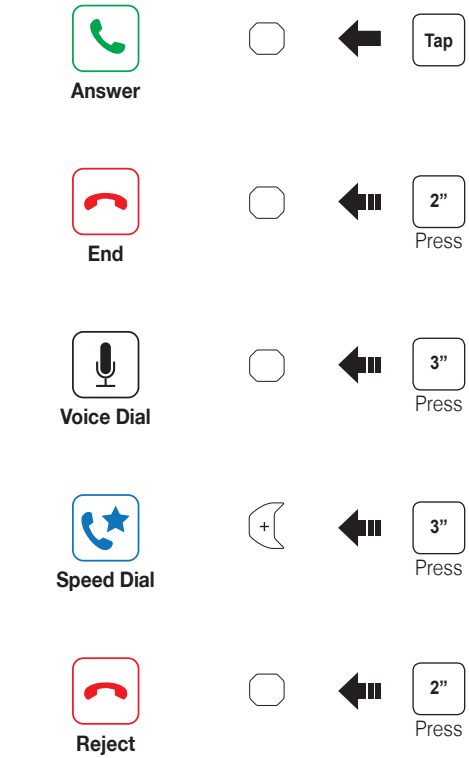 Tap
Answer
2”
Press
End
3”
Press
Voice Dial
+
3”
Press
Speed Dial
2”
Press
Reject